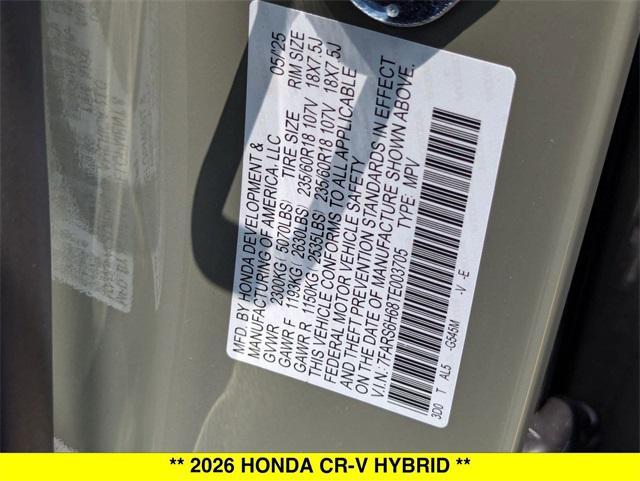 MFD. BY HONDA DEVELOPMENT &
MANUFACTURING OF AMERICA, LLC 05/25
GVWR 2300KG( 5070LBS) TIRE SIZE RIM SIZE
GAWR F 1193KG( 2630LBS) 235/60R18 107V 18X7.5J
GAWR R 1150KG( 2535LBS) 235/60R18 107V 18X7.5J
THIS VEHICLE CONFORMS TO ALL APPLICABLE
FEDERAL MOTOR VEHICLE SAFETY
AND THEFT PREVENTION STANDARDS IN EFFECT
ON THE DATE OF MANUFACTURE SHOWN ABOVE.
V.I.N.: 7FARS6H68TE003705 TYPE: MPV
3D0 T AL5 -G545M -V -E
** 2026 HONDA CR-V HYBRID **